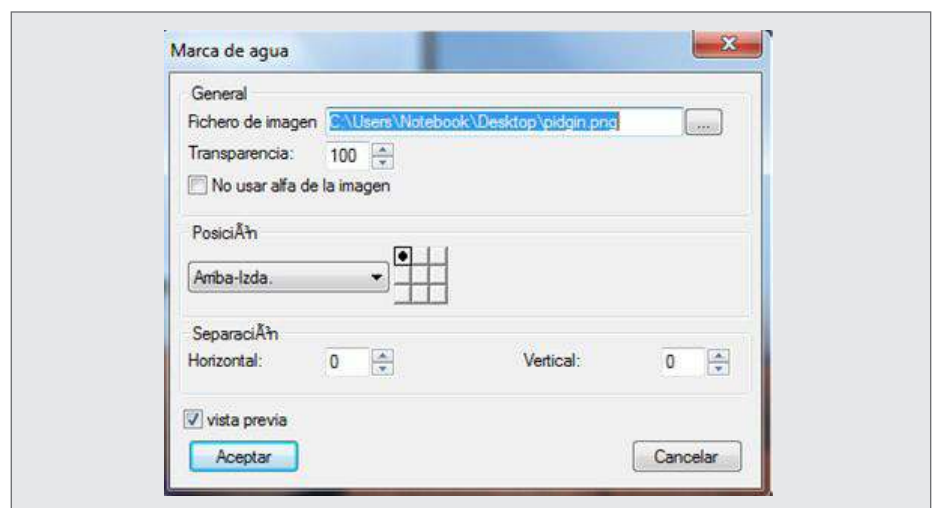 Marca de agua
General
Fichero de imagen C:\Users\Notebook\Desktop\pidgin.png ...
Transparencia: 100
No usar alfa de la imagen
PosiciÃ³n
Arriba-Izda.
SeparaciÃ³n
Horizontal: 0 Vertical: 0
vista previa
Aceptar Cancelar